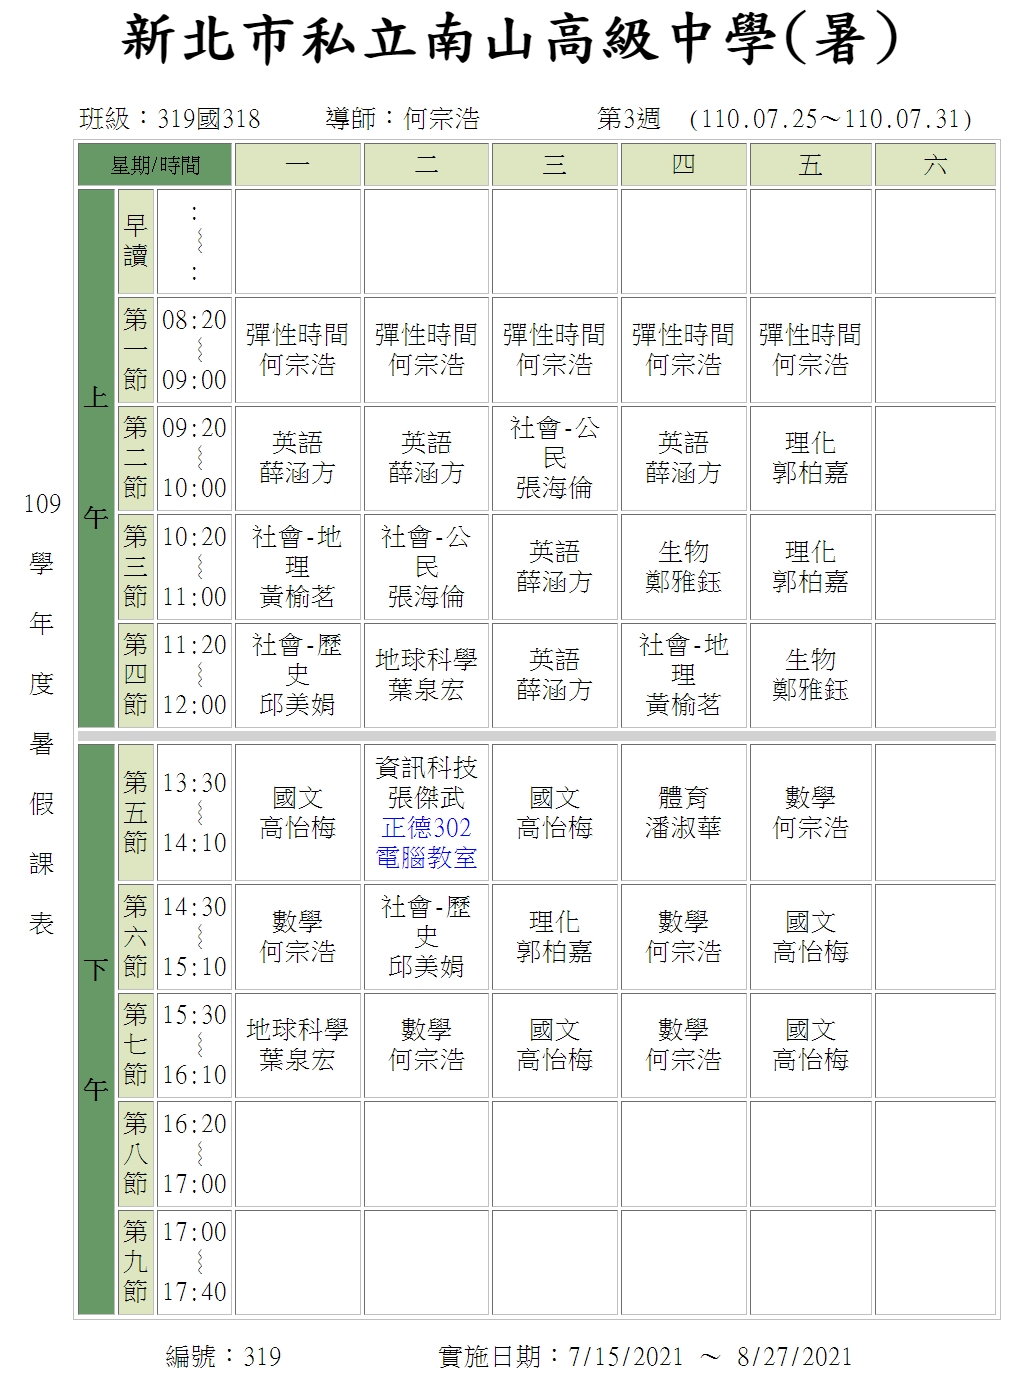 新北市私立南山高級中學(暑)
班級：319國318 導師：何宗浩 第3週 (110.07.25～110.07.31)
109學年度暑假課表
星期/時間 一 二 三 四 五 六
上午
早讀
:
～
:
第一節
08:20
～
09:00
彈性時間
何宗浩
彈性時間
何宗浩
彈性時間
何宗浩
彈性時間
何宗浩
彈性時間
何宗浩
第二節
09:20
～
10:00
英語
薛涵方
英語
薛涵方
社會-公
民
張海倫
英語
薛涵方
理化
郭柏嘉
第三節
10:20
～
11:00
社會-地
理
黃榆茗
社會-公
民
張海倫
英語
薛涵方
生物
鄭雅鈺
理化
郭柏嘉
第四節
11:20
～
12:00
社會-歷
史
邱美娟
地球科學
葉泉宏
英語
薛涵方
社會-地
理
黃榆茗
生物
鄭雅鈺
下午
第五節
13:30
～
14:10
國文
高怡梅
資訊科技
張傑武
正德302
電腦教室
國文
高怡梅
體育
潘淑華
數學
何宗浩
第六節
14:30
～
15:10
數學
何宗浩
社會-歷
史
邱美娟
理化
郭柏嘉
數學
何宗浩
國文
高怡梅
第七節
15:30
～
16:10
地球科學
葉泉宏
數學
何宗浩
國文
高怡梅
數學
何宗浩
國文
高怡梅
第八節
16:20
～
17:00
第九節
17:00
～
17:40
編號：319 實施日期：7/15/2021 ～ 8/27/2021